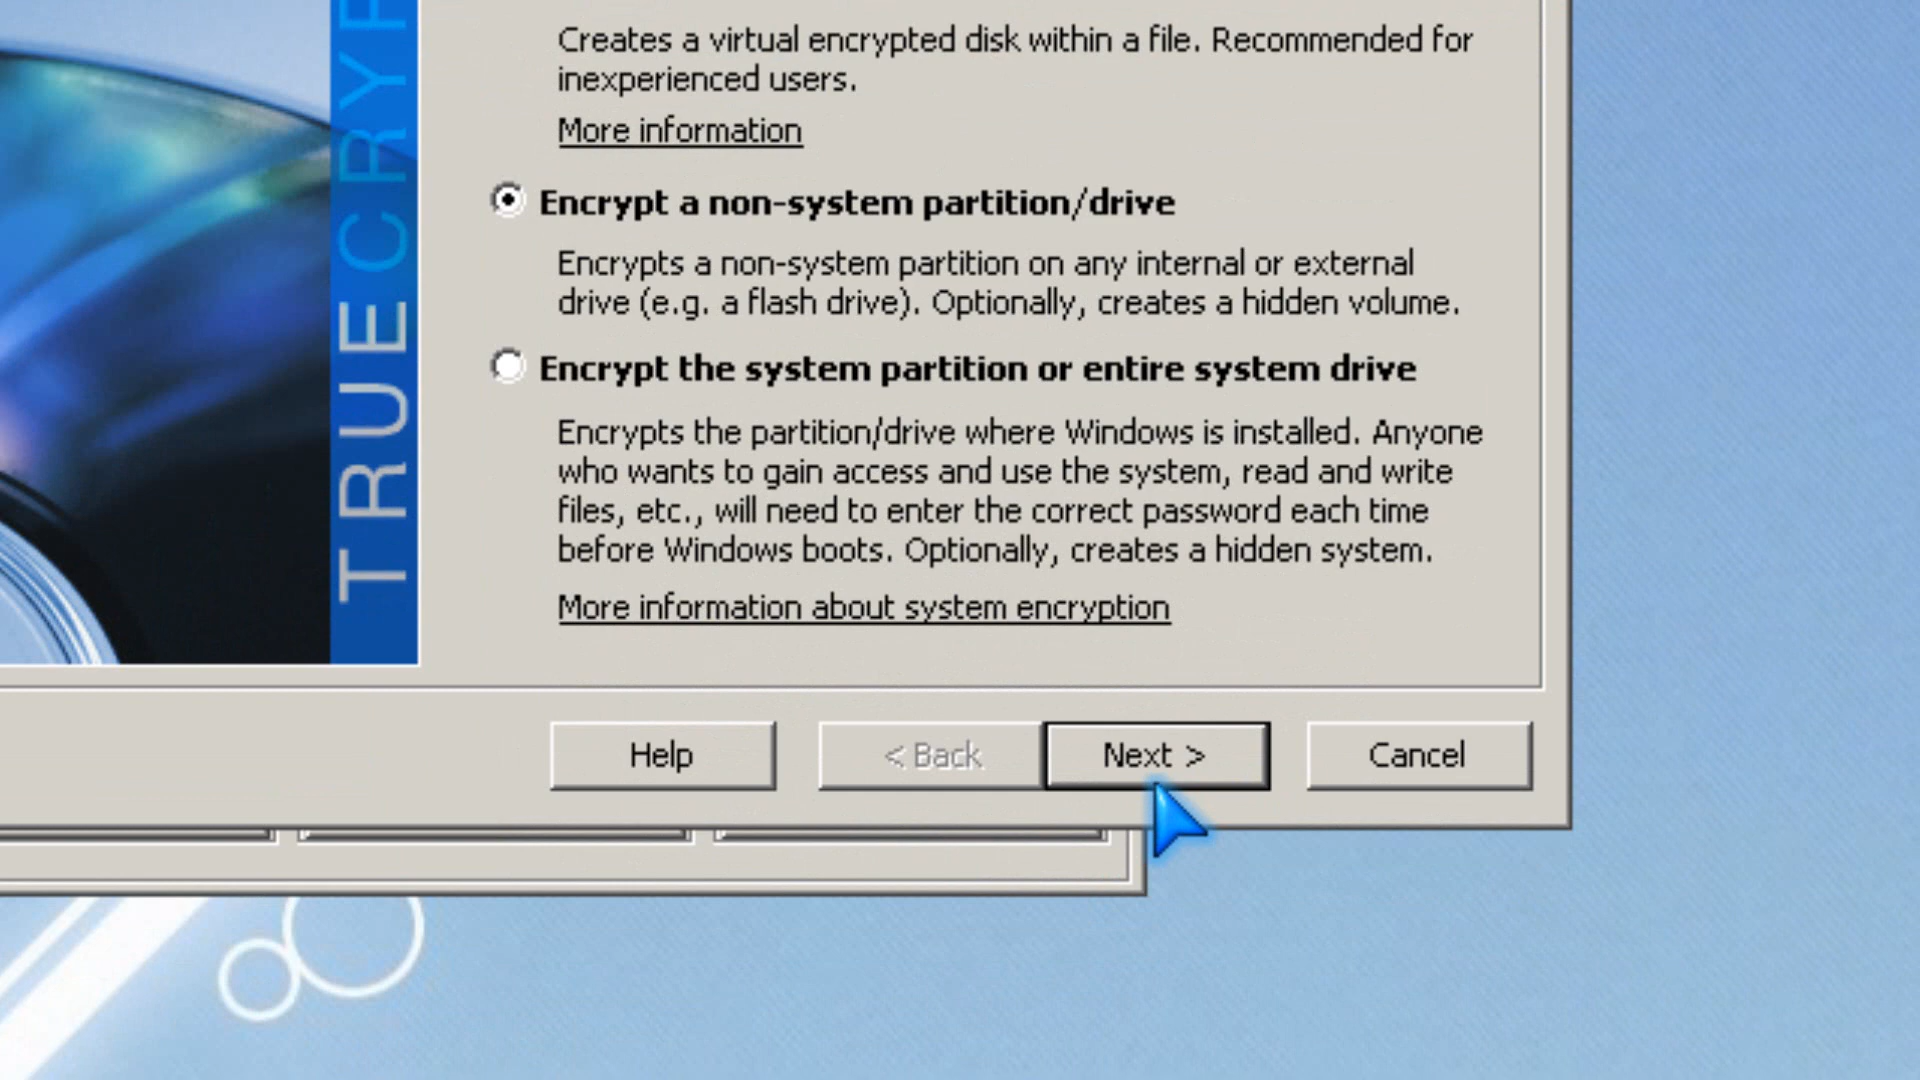 Creates a virtual encrypted disk within a file. Recommended for
inexperienced users.
More information
Encrypt a non-system partition/drive
Encrypts a non-system partition on any internal or external
drive (e.g. a flash drive). Optionally, creates a hidden volume.
Encrypt the system partition or entire system drive
Encrypts the partition/drive where Windows is installed. Anyone
who wants to gain access and use the system, read and write
files, etc., will need to enter the correct password each time
before Windows boots. Optionally, creates a hidden system.
More information about system encryption
TRUECRYP
Help
< Back
Next >
Cancel